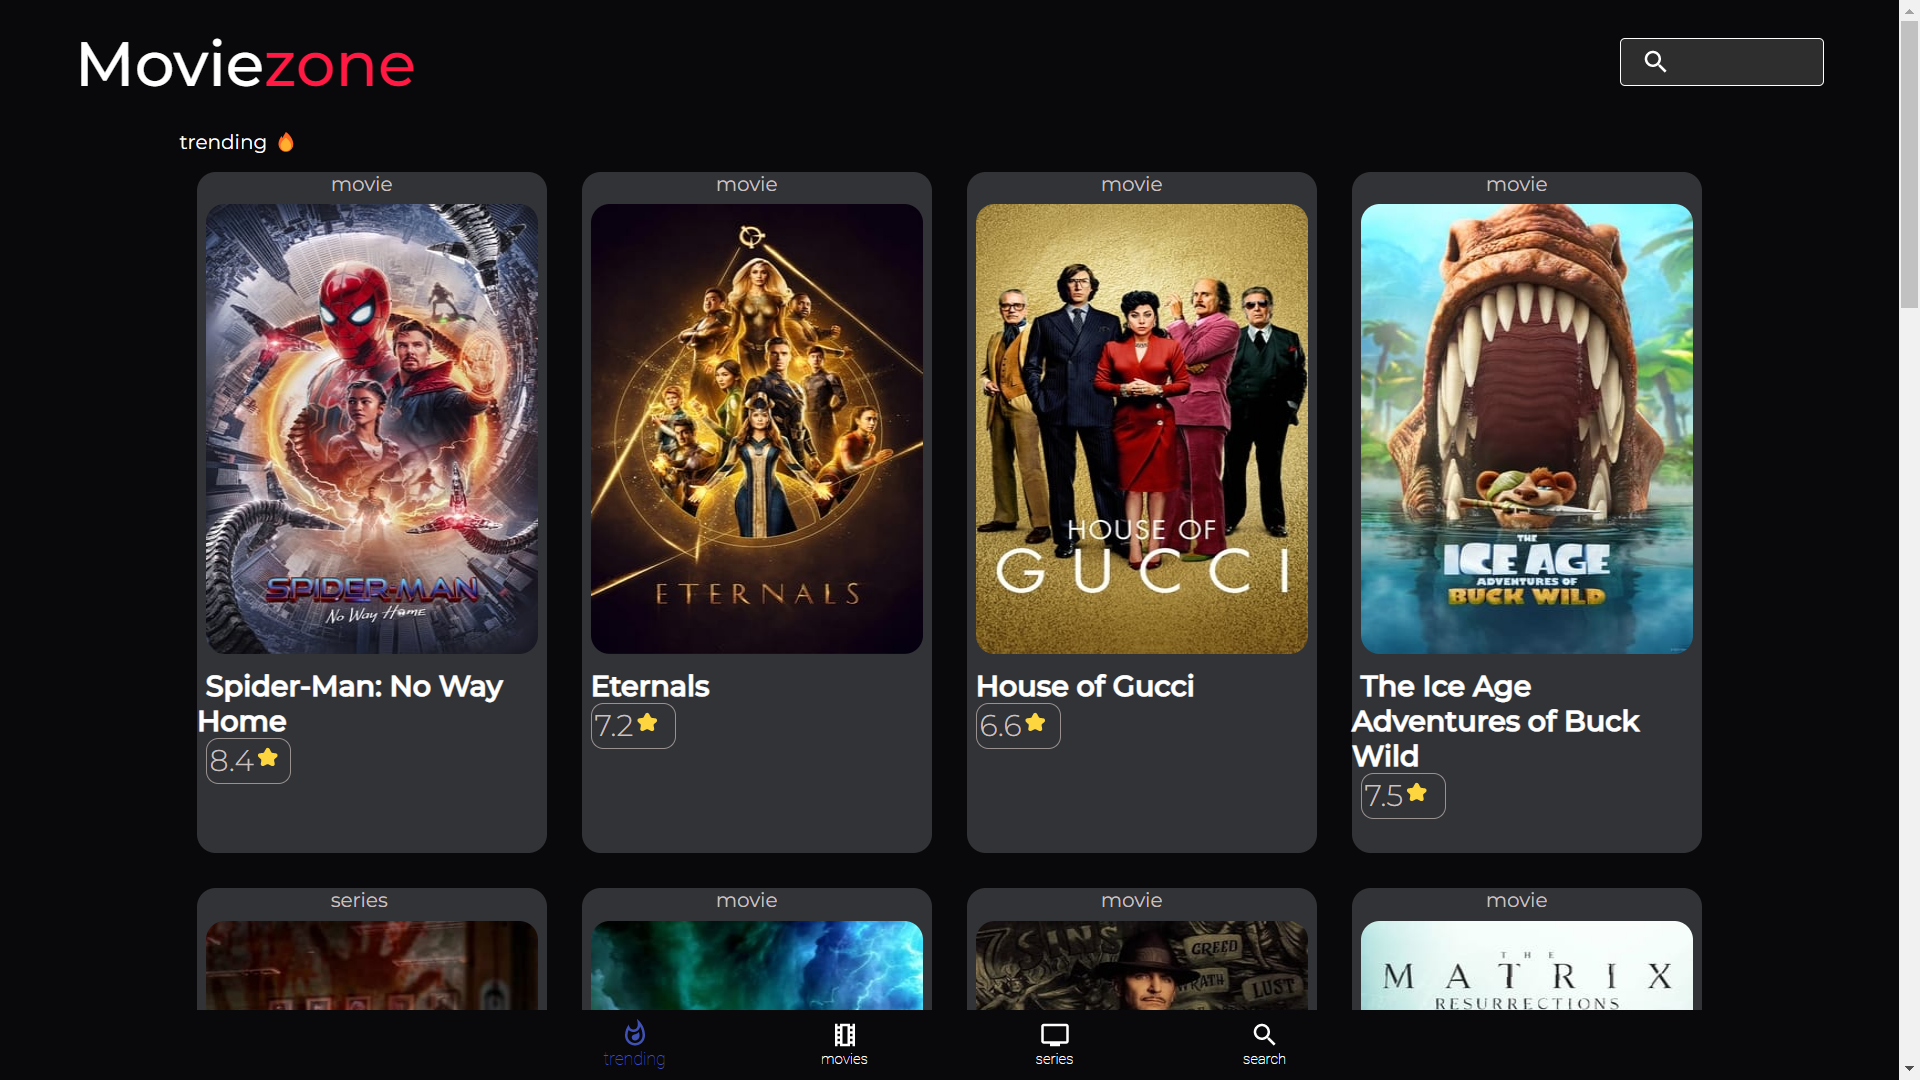 Moviezone
trending 🔥
movie
movie
movie
movie
SPIDER-MAN
No Way Home
ETERNALS
HOUSE OF
GUCCI
THE
ICE AGE
ADVENTURES OF
BUCK WILD
Spider-Man: No Way
Home
8.4
Eternals
7.2
House of Gucci
6.6
The Ice Age
Adventures of Buck
Wild
7.5
series
movie
movie
movie
7 SINS
GREED
WRATH
LUST
THE
MATRIX
RESURRECTIONS
trending
movies
series
search